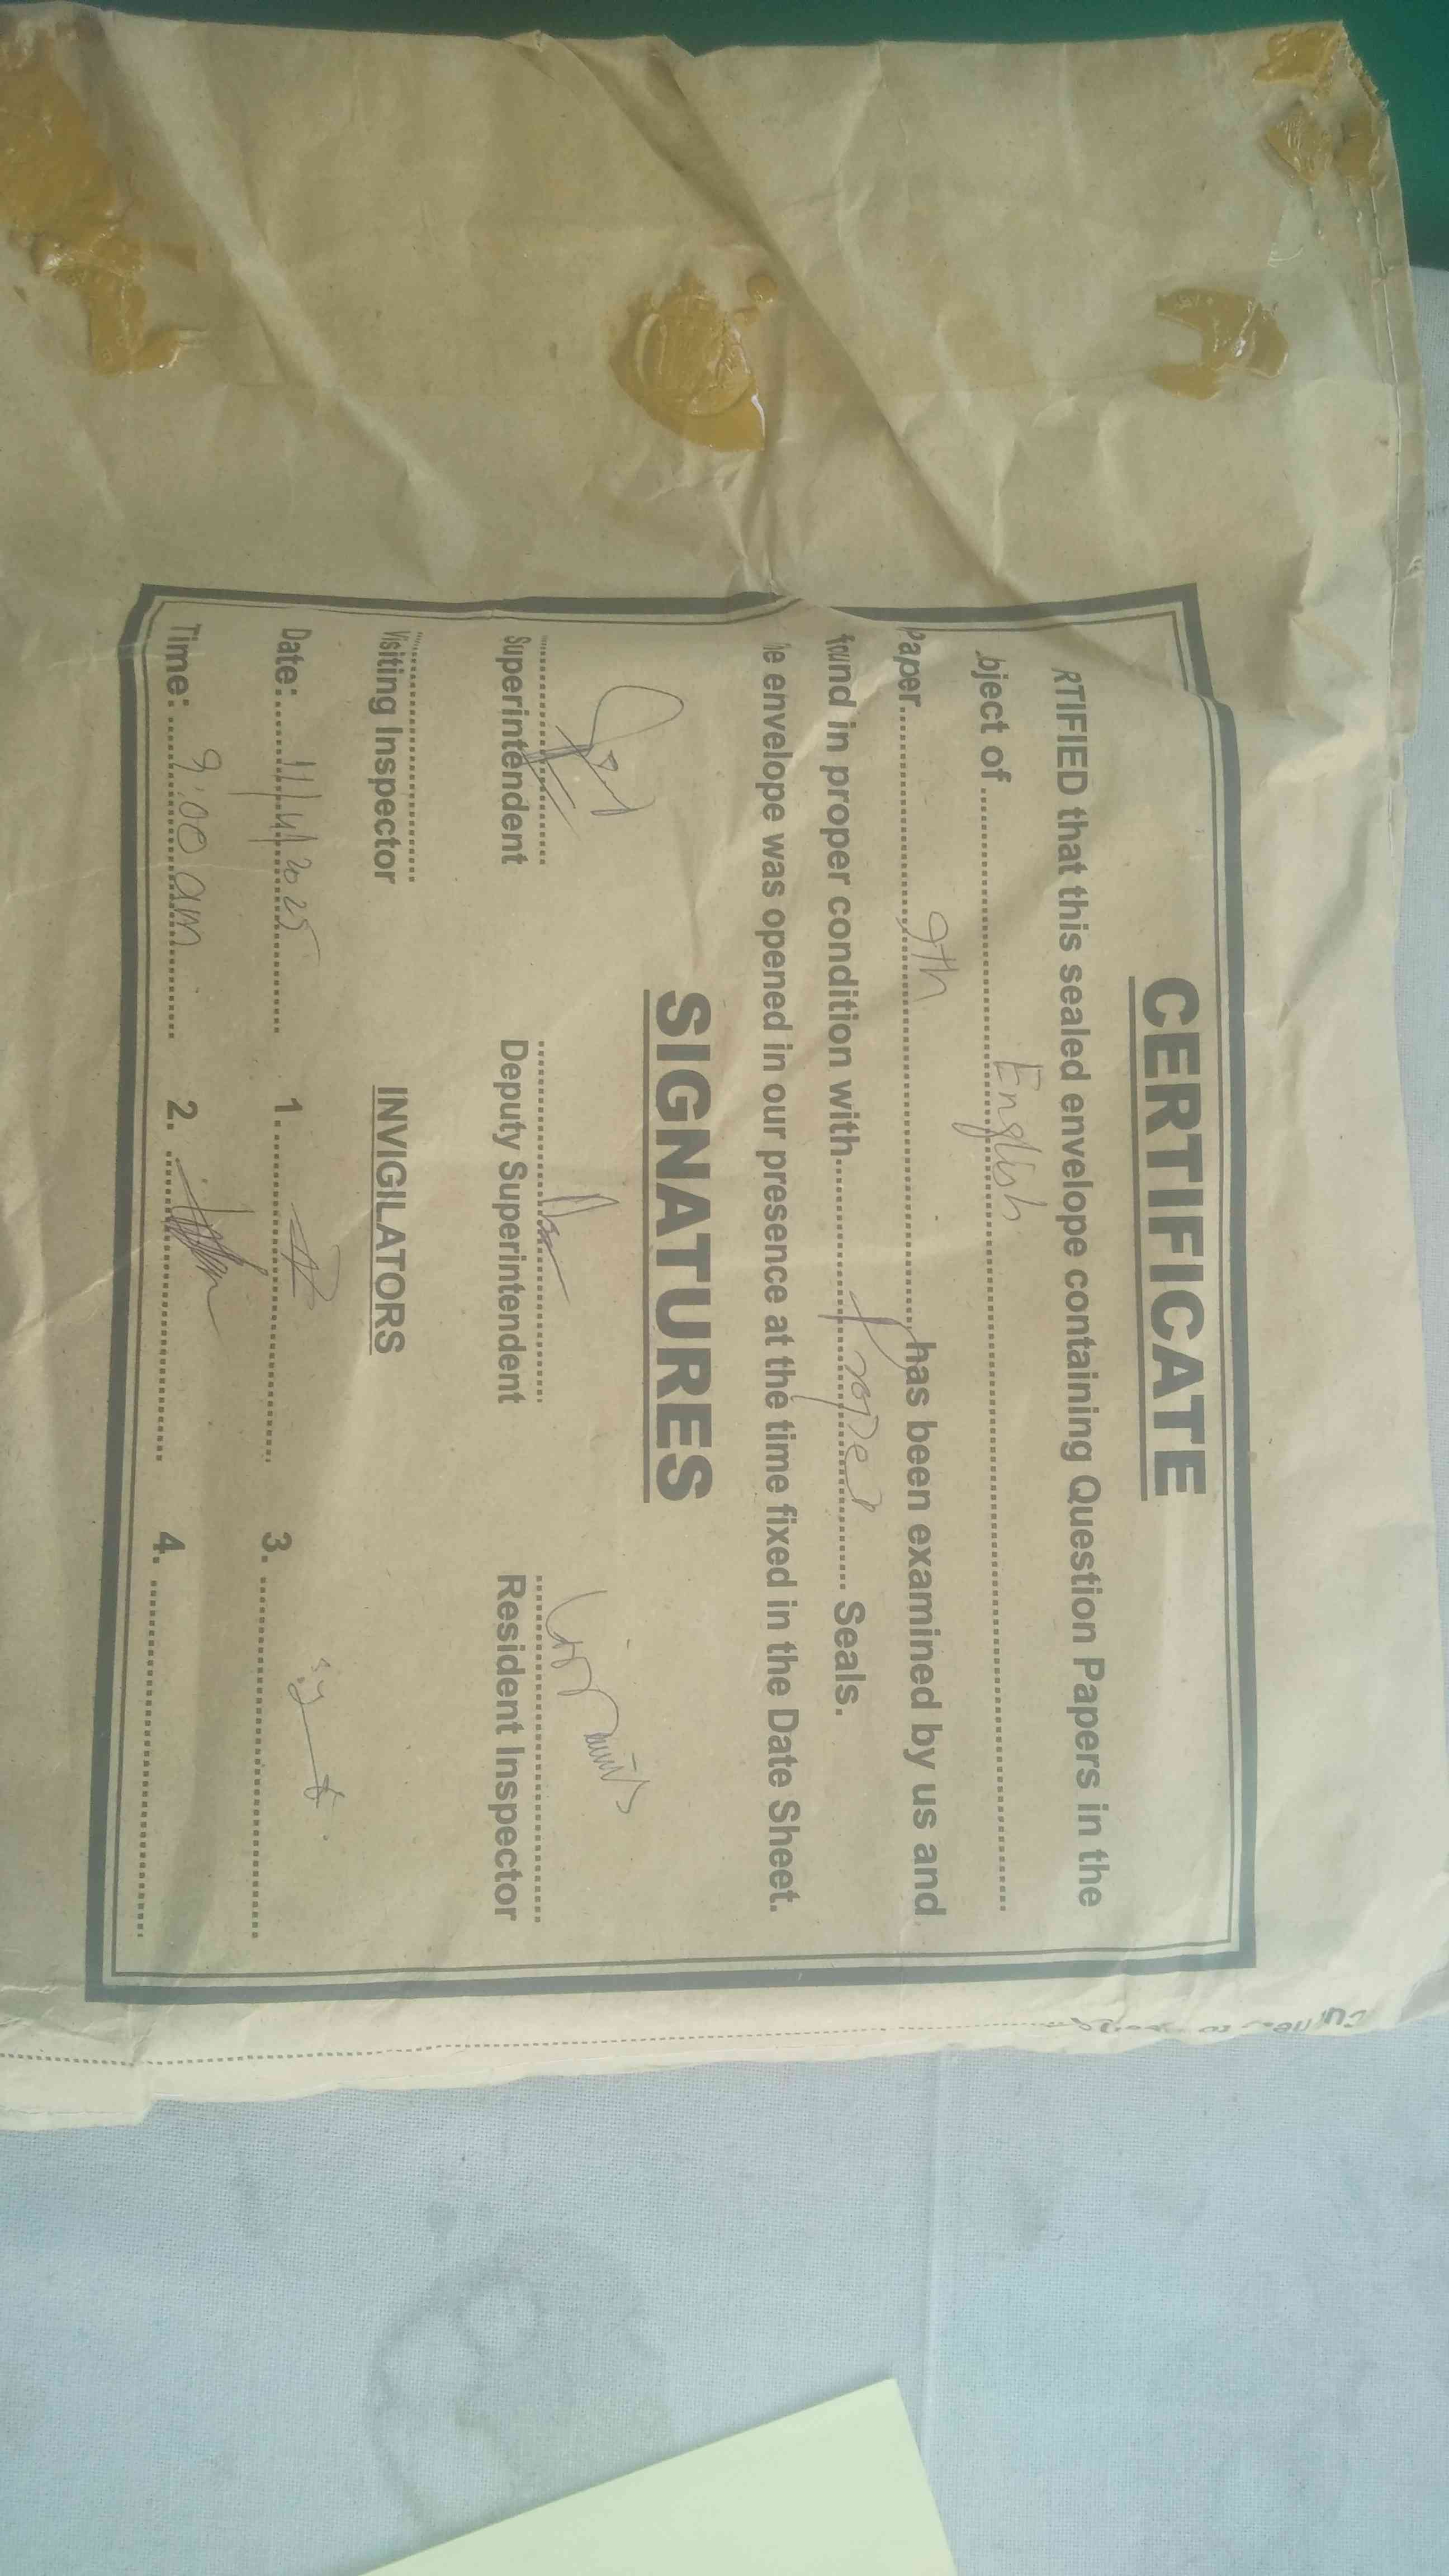 CERTIFICATE
RTIFIED that this sealed envelope containing Question Papers in the
bject of ........ English ........
Paper........ 9th ........has been examined by us and
found in proper condition with........ Proper ........ Seals.
he envelope was opened in our presence at the time fixed in the Date Sheet.
SIGNATURES
Superintendent Deputy Superintendent Resident Inspector
Visiting Inspector INVIGILATORS
Date:........ 11/4/2025 ........ 1. ........ 3. ........
Time: ........ 9:00 am ........ 2. ........ 4. ........